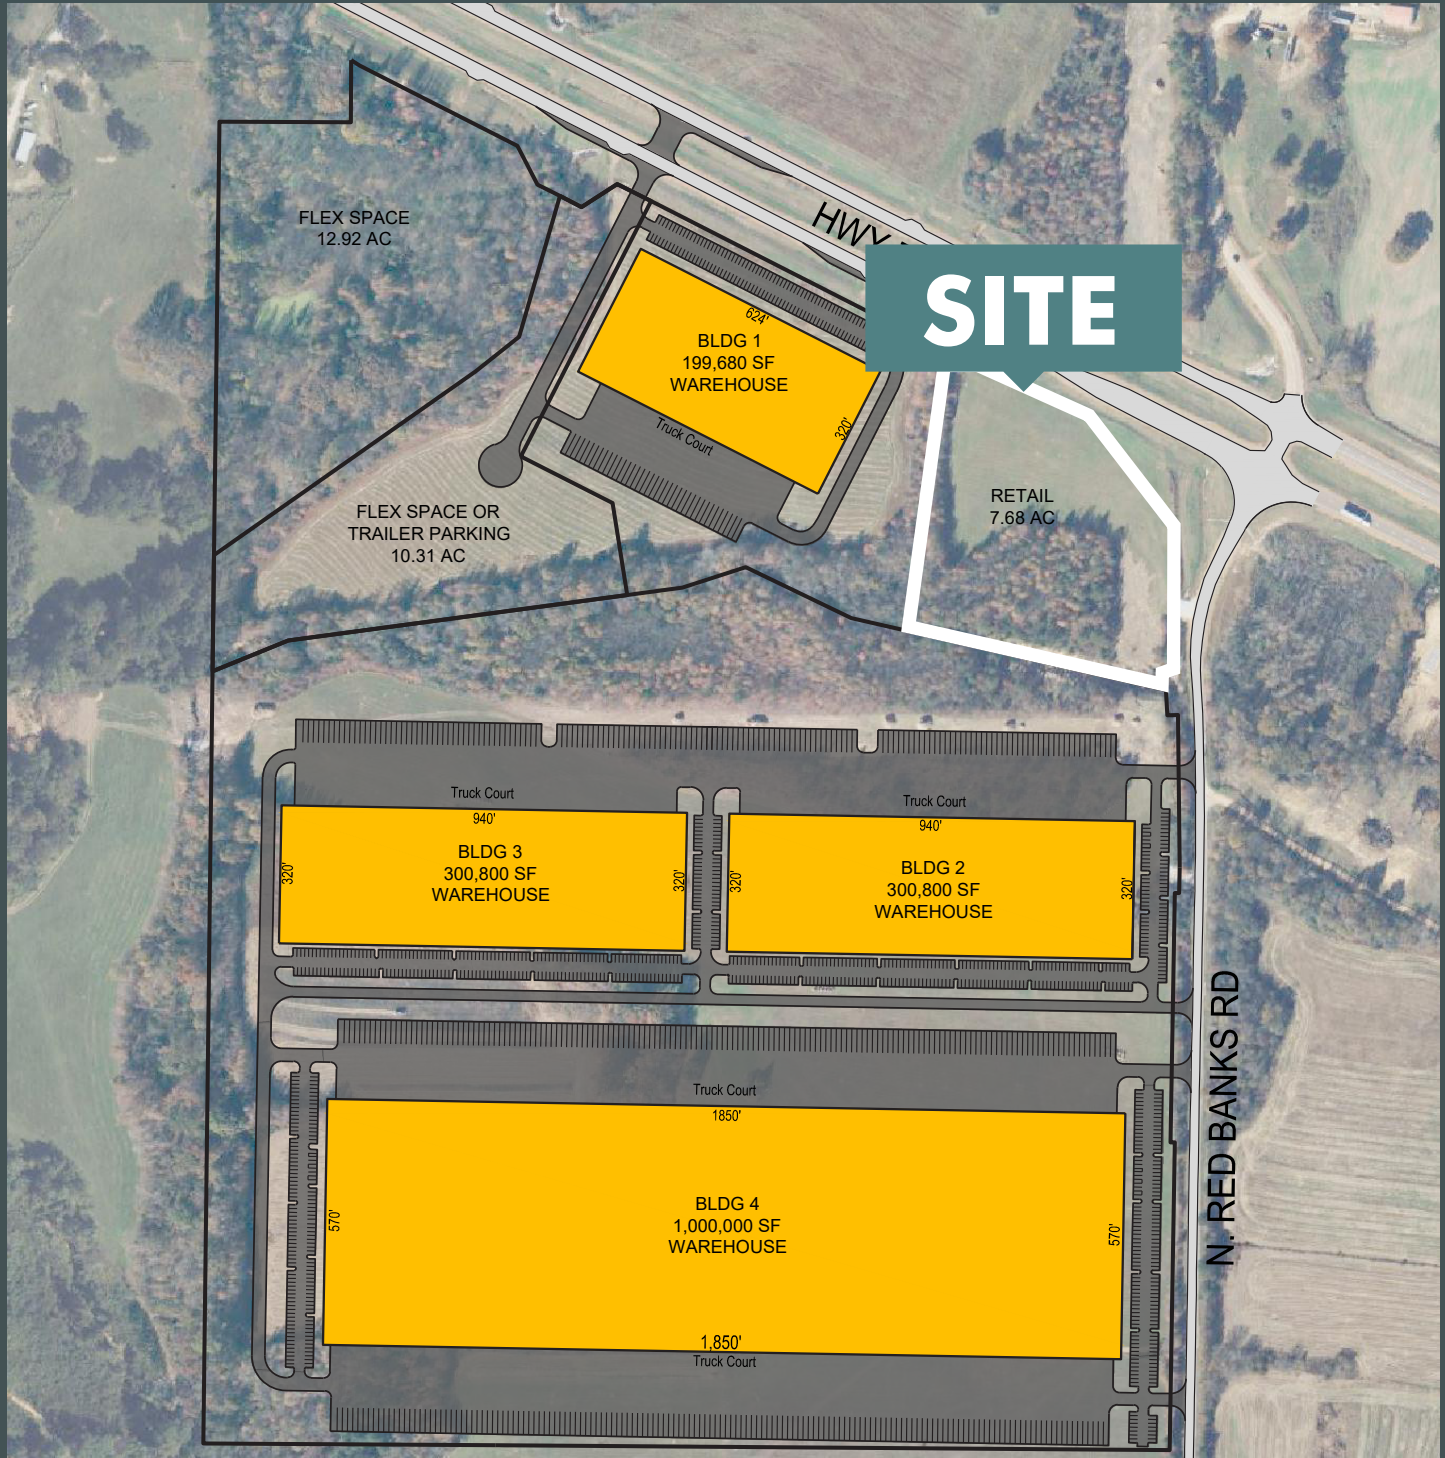 HWY
SITE
FLEX SPACE
12.92 AC
624'
BLDG 1
199,680 SF
WAREHOUSE
320'
Truck Court
RETAIL
7.68 AC
FLEX SPACE OR
TRAILER PARKING
10.31 AC
Truck Court
940'
320'
BLDG 3
300,800 SF
WAREHOUSE
320'
Truck Court
940'
320'
BLDG 2
300,800 SF
WAREHOUSE
320'
N. RED BANKS RD
Truck Court
1850'
570'
BLDG 4
1,000,000 SF
WAREHOUSE
570'
1,850'
Truck Court